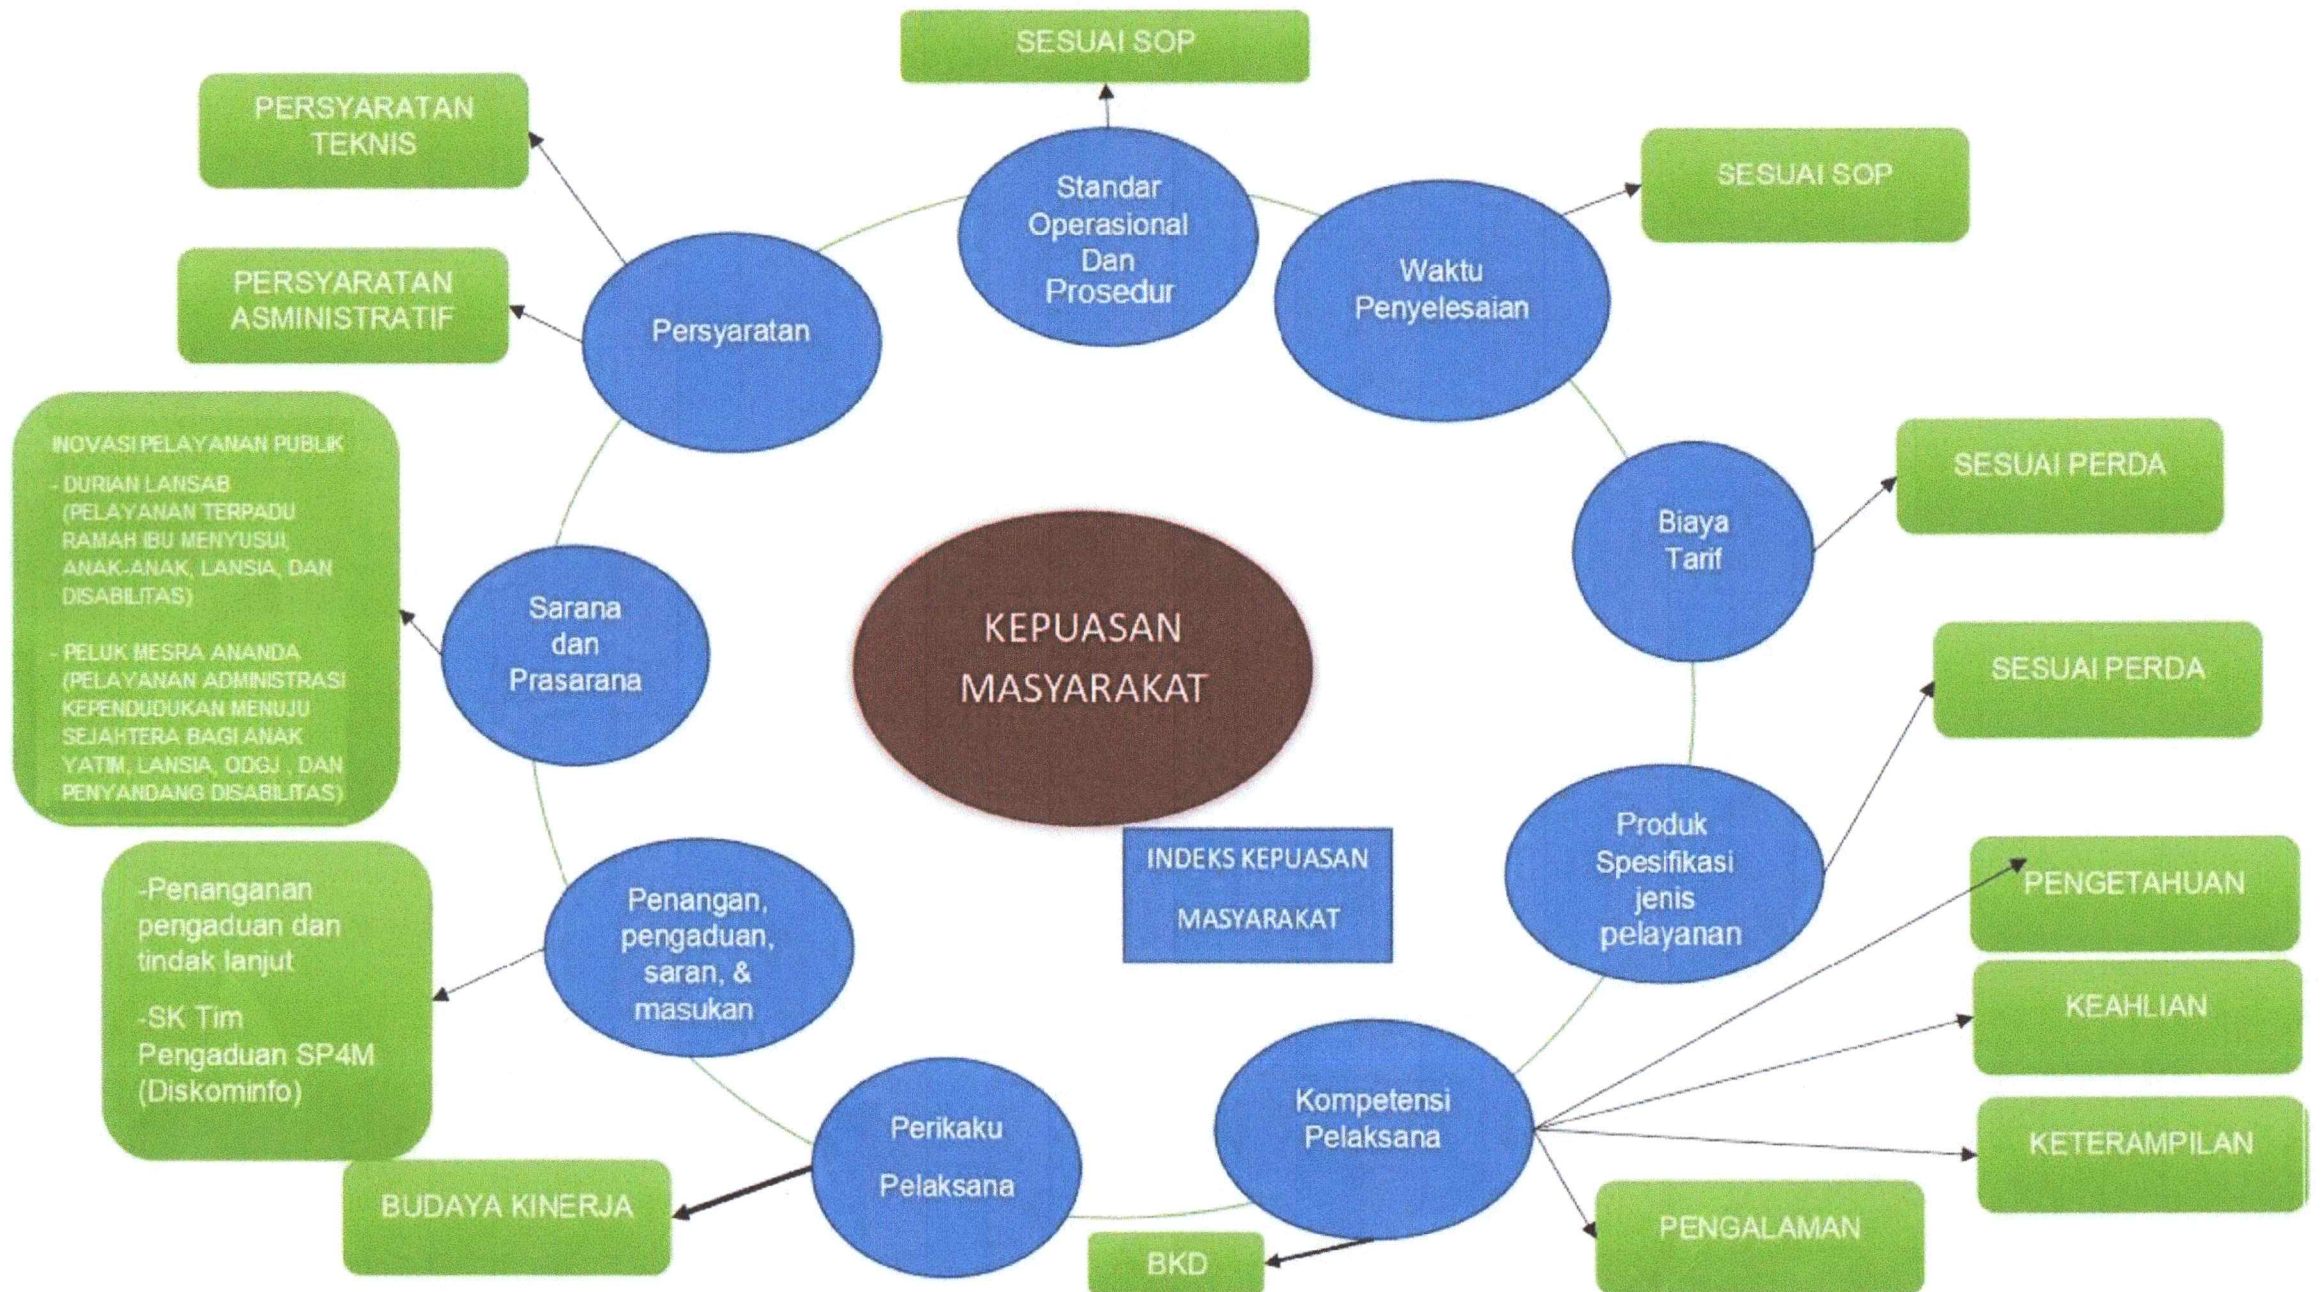 SESUAI SOP
PERSYARATAN
TEKNIS
Standar
Operasional
Dan
Prosedur
SESUAI SOP
PERSYARATAN
ASMINISTRATIF
Persyaratan
Waktu
Penyelesaian
INOVASI PELAYANAN PUBLIK
- DURIAN LANSAB
(PELAYANAN TERPADU
RAMAH IBU MENYUSUI,
ANAK-ANAK, LANSIA, DAN
DISABILITAS)
- PELUK MESRA ANANDA
(PELAYANAN ADMINISTRASI
KEPENDUDUKAN MENUJU
SEJAHTERA BAGI ANAK
YATIM, LANSIA, ODGJ , DAN
PENYANDANG DISABILITAS)
Sarana
dan
Prasarana
KEPUASAN
MASYARAKAT
Biaya
Tarif
SESUAI PERDA
SESUAI PERDA
INDEKS KEPUASAN
MASYARAKAT
Produk
Spesifikasi
jenis
pelayanan
-Penanganan
pengaduan dan
tindak lanjut
-SK Tim
Pengaduan SP4M
(Diskominfo)
Penangan,
pengaduan,
saran, &
masukan
PENGETAHUAN
KEAHLIAN
KETERAMPILAN
PENGALAMAN
Kompetensi
Pelaksana
Perikaku
Pelaksana
BUDAYA KINERJA
BKD